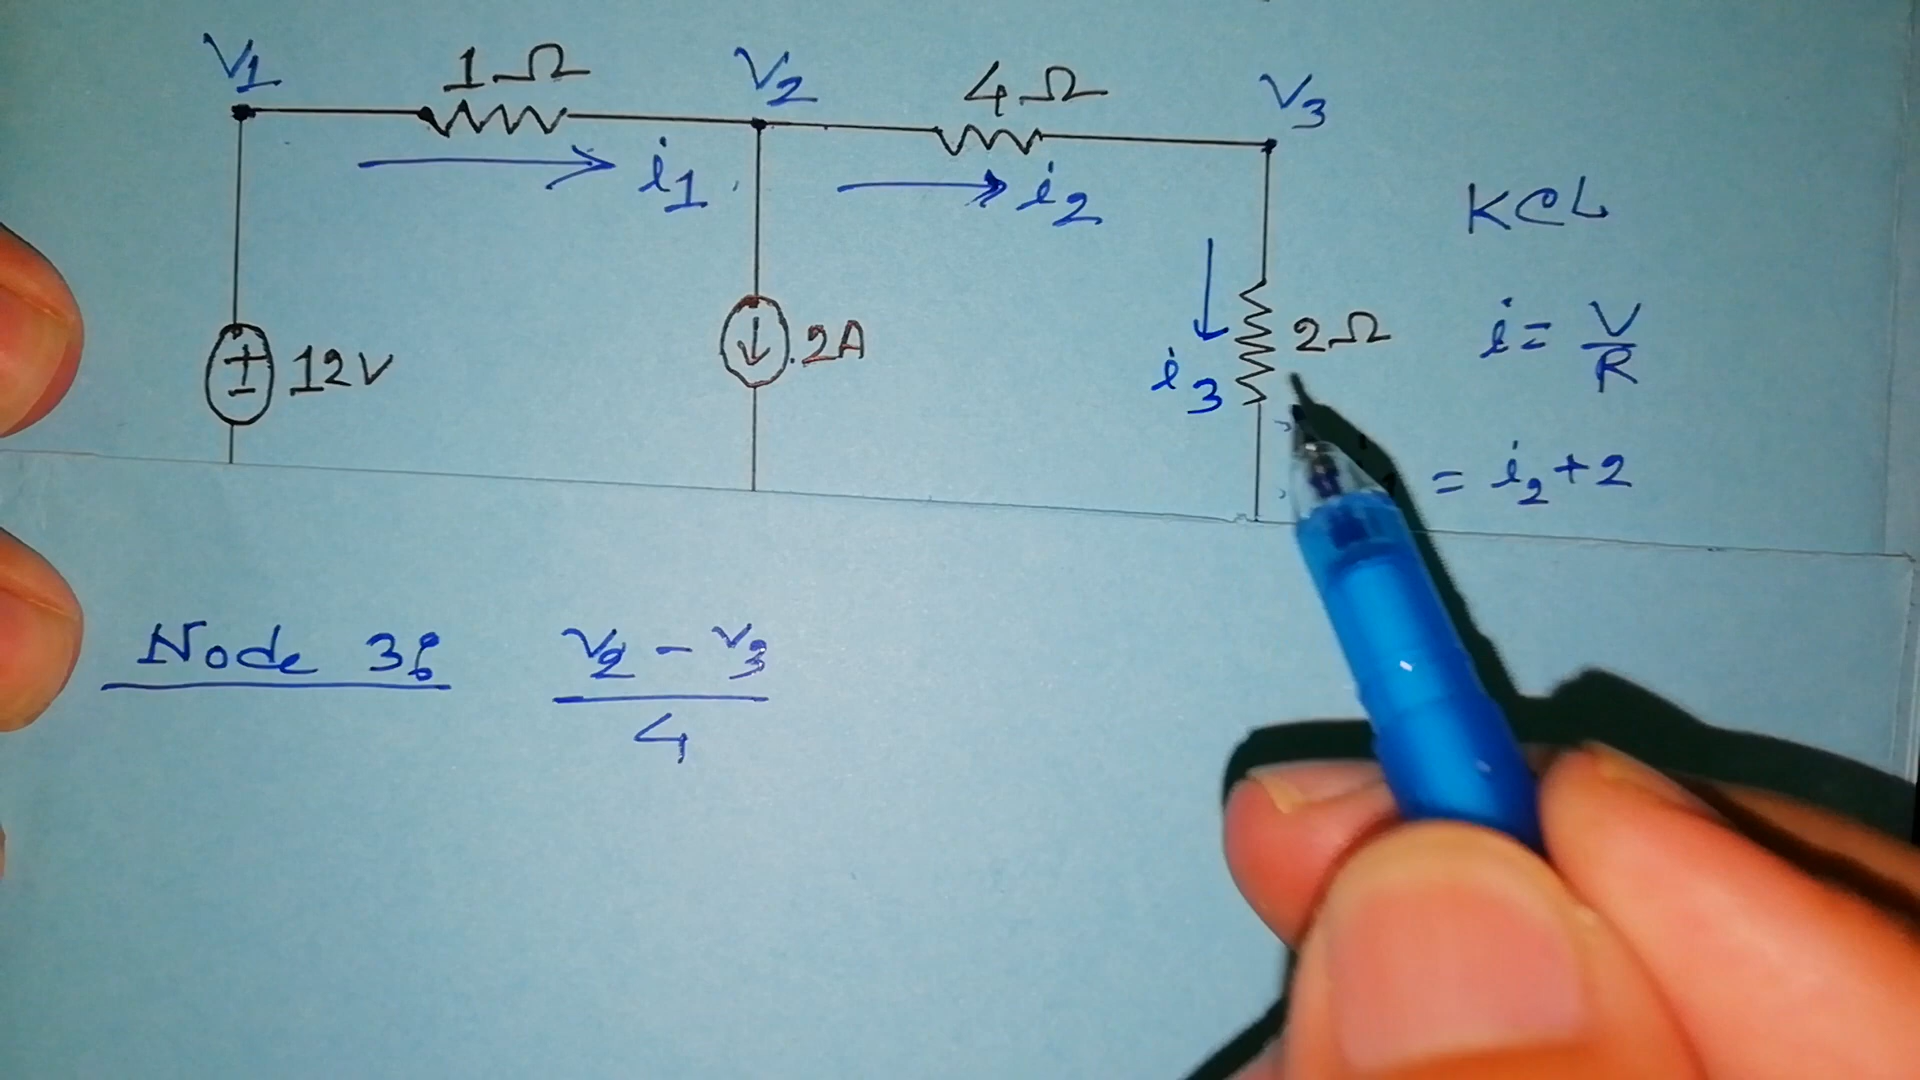 V1 1Ω V2 4Ω V3
i1 i2
KCL
12V 2A i3 2Ω i = V/R
= i2 + 2
Node 3: V2 - V3
4